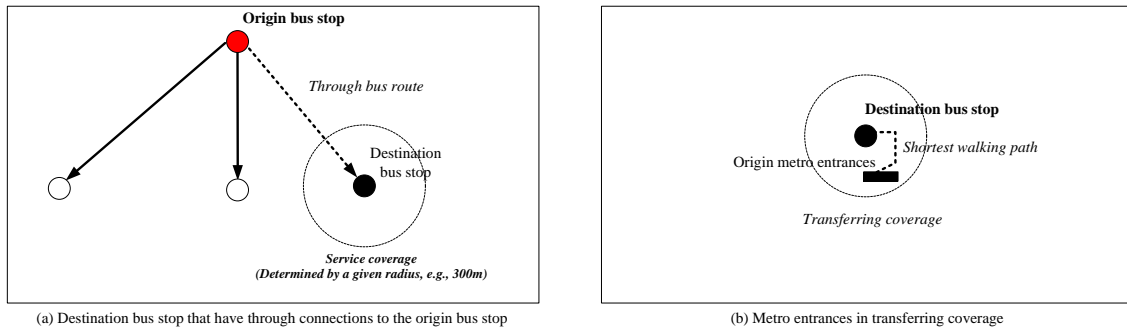 Origin bus stop
Through bus route
Destination
bus stop
Service coverage
(Determined by a given radius, e.g., 300m)
(a) Destination bus stop that have through connections to the origin bus stop
Destination bus stop
Shortest walking path
Origin metro entrances
Transferring coverage
(b) Metro entrances in transferring coverage